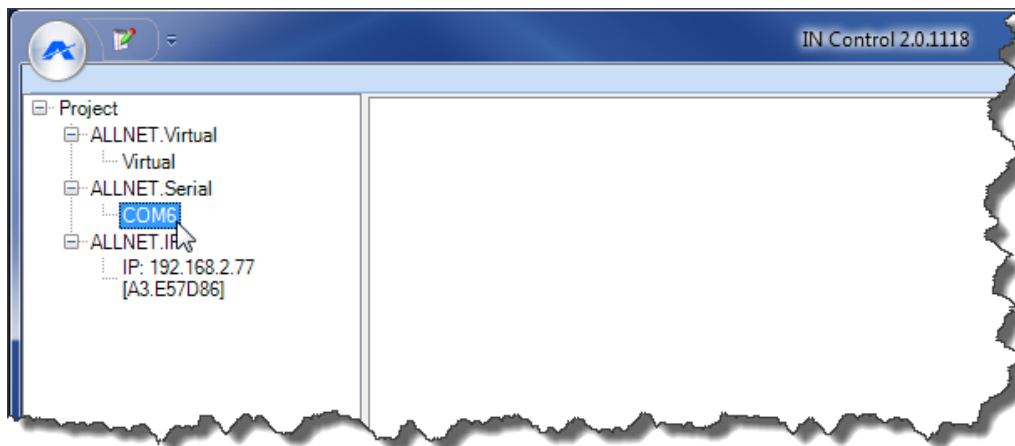 IN Control 2.0.1118
Project
ALLNET.Virtual
Virtual
ALLNET.Serial
COM6
ALLNET.IP
IP: 192.168.2.77
[A3.E57D86]